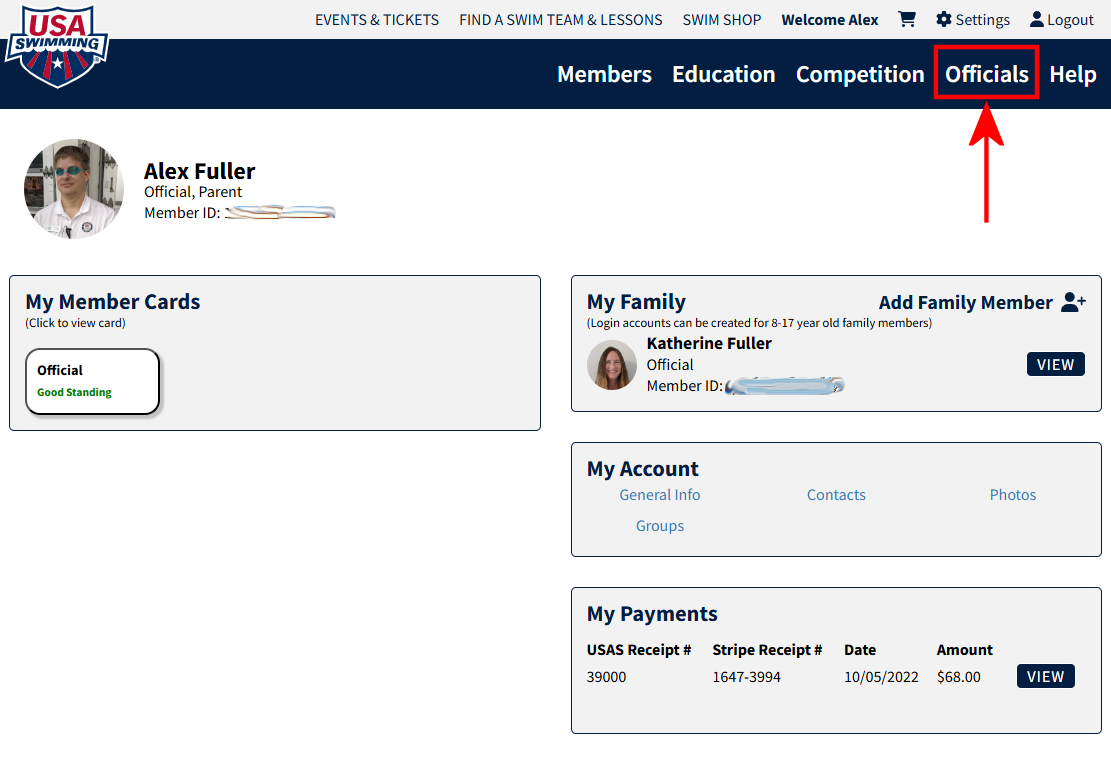 EVENTS & TICKETS FIND A SWIM TEAM & LESSONS SWIM SHOP Welcome Alex Settings Logout
USA
SWIMMING
Members Education Competition Officials Help
Alex Fuller
Official, Parent
Member ID:
My Member Cards
(Click to view card)
Official
Good Standing
My Family Add Family Member
(Login accounts can be created for 8-17 year old family members)
Katherine Fuller
Official
Member ID:
VIEW
My Account
General Info Contacts Photos
Groups
My Payments
USAS Receipt # Stripe Receipt # Date Amount
39000 1647-3994 10/05/2022 $68.00 VIEW